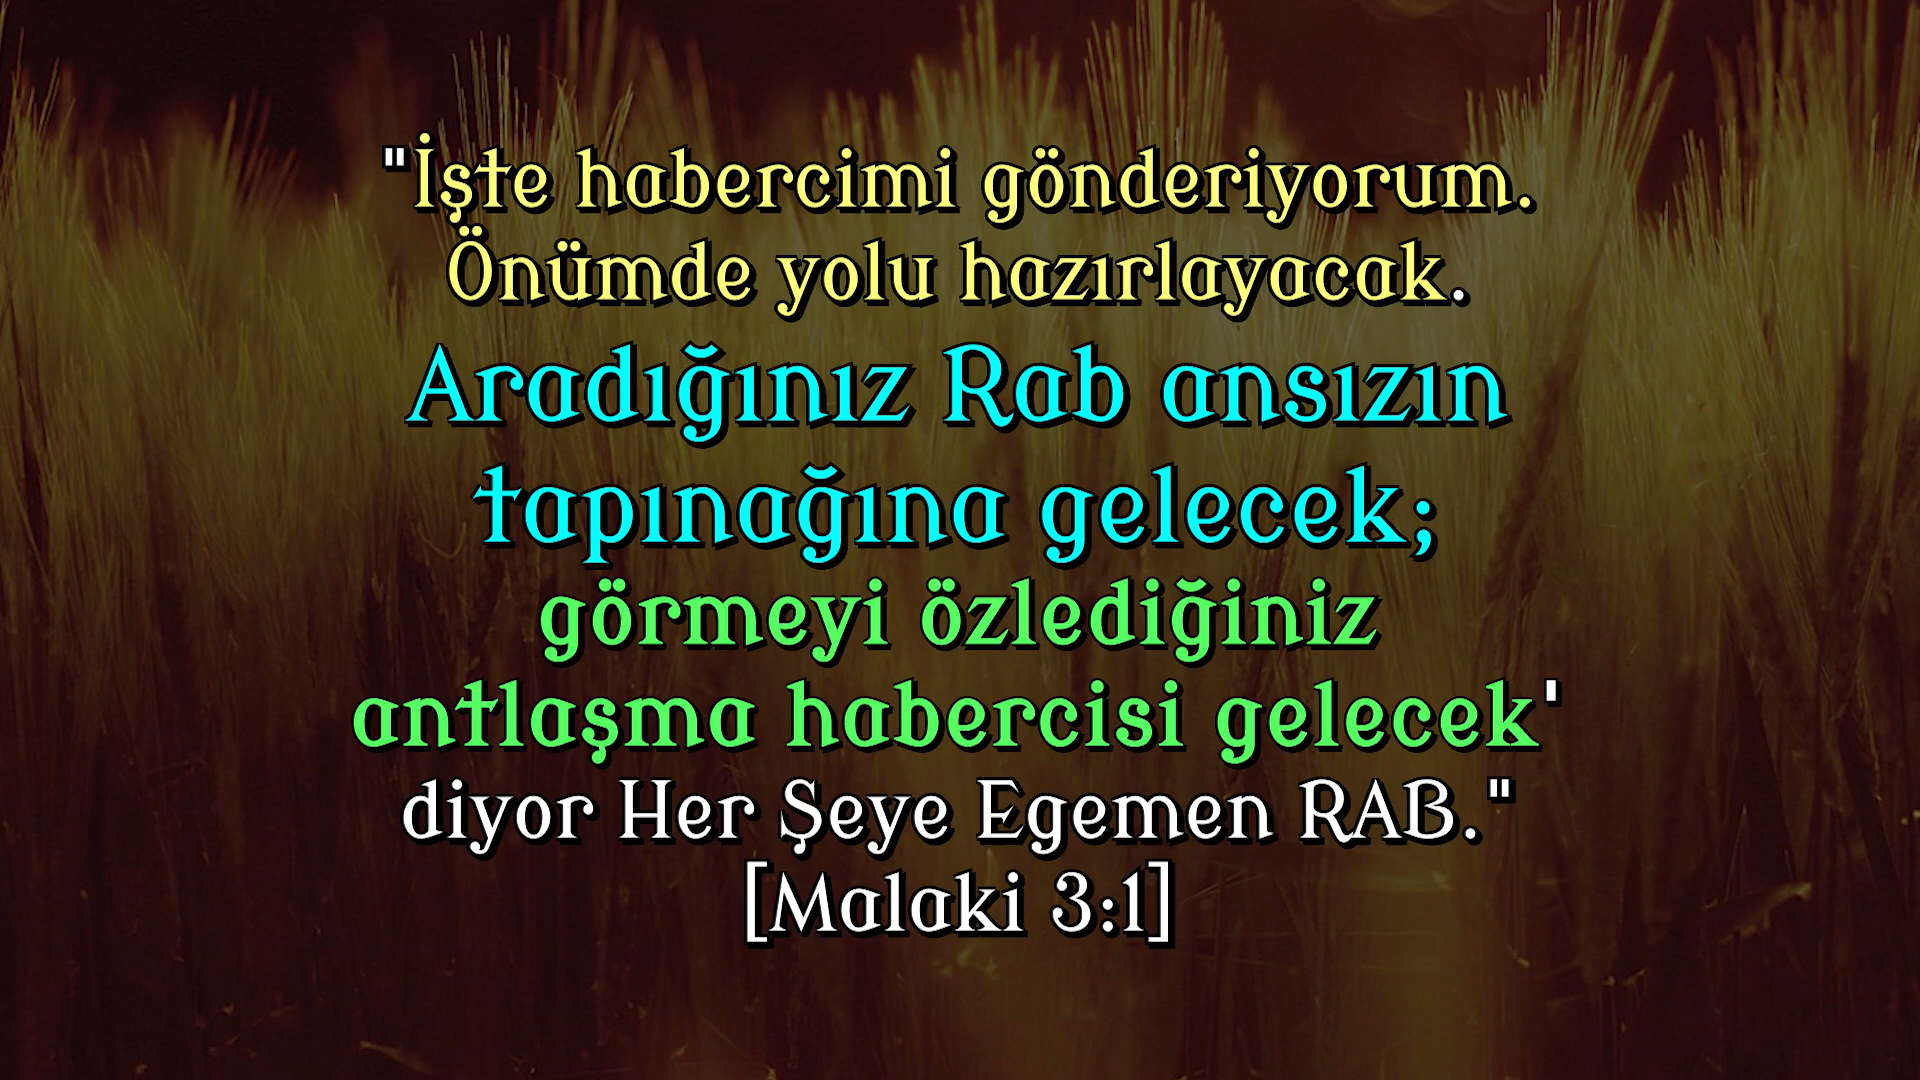 "İşte habercimi gönderiyorum.
Önümde yolu hazırlayacak.
Aradığınız Rab ansızın
tapınağına gelecek;
görmeyi özlediğiniz
antlaşma habercisi gelecek'
diyor Her Şeye Egemen RAB."
[Malaki 3:1]